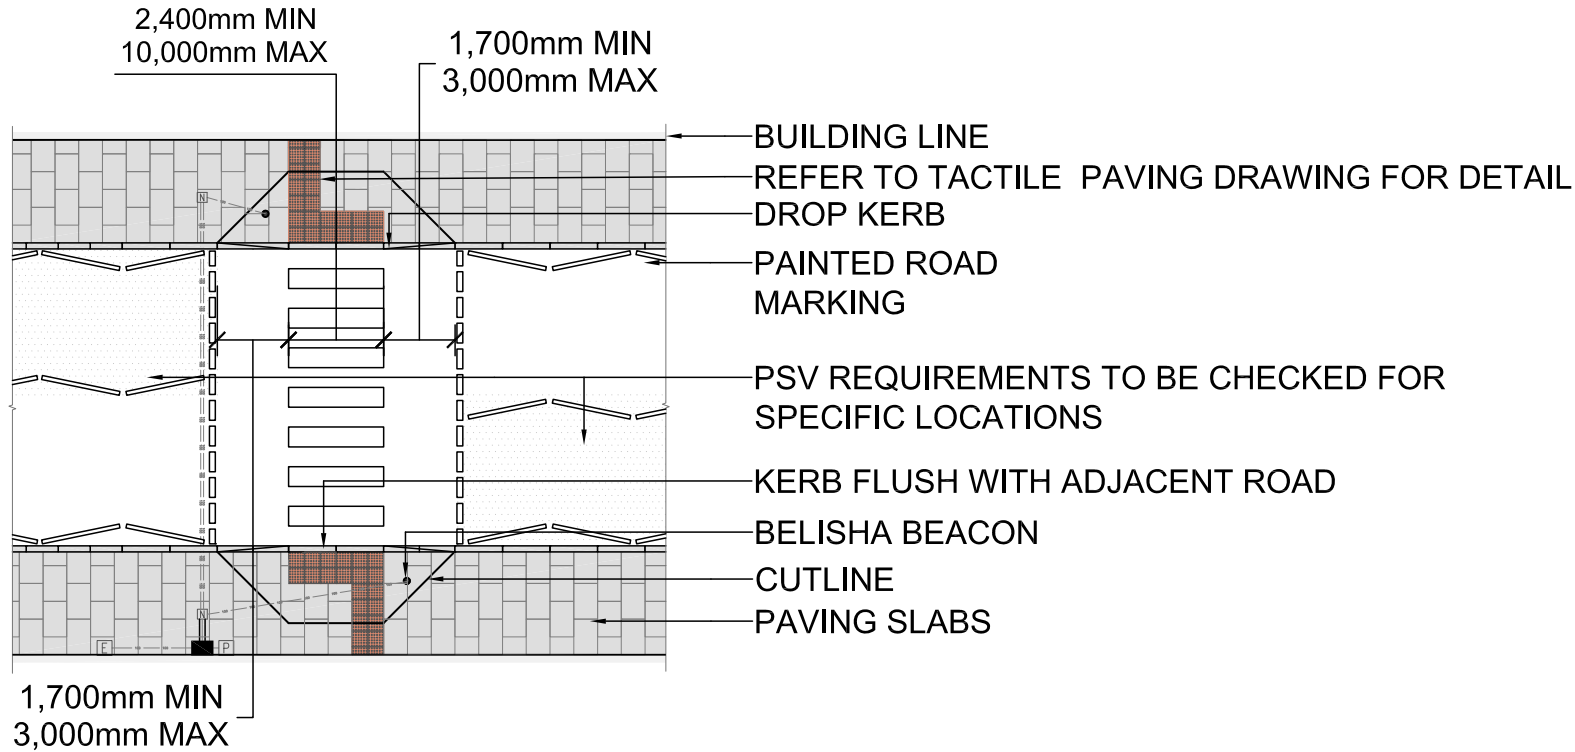 2,400mm MIN
10,000mm MAX
1,700mm MIN
3,000mm MAX
BUILDING LINE
REFER TO TACTILE PAVING DRAWING FOR DETAIL
DROP KERB
PAINTED ROAD
MARKING
PSV REQUIREMENTS TO BE CHECKED FOR
SPECIFIC LOCATIONS
KERB FLUSH WITH ADJACENT ROAD
BELISHA BEACON
CUTLINE
PAVING SLABS
N
N
E
P
1,700mm MIN
3,000mm MAX